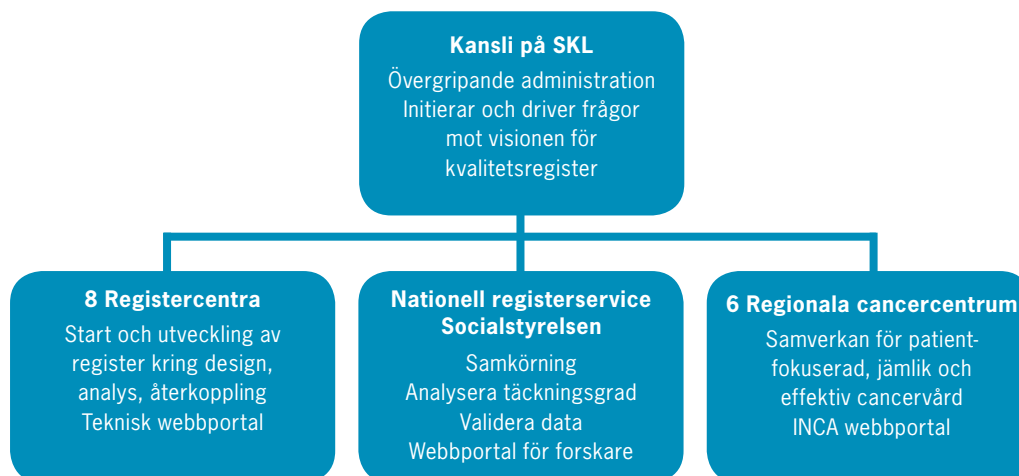 Kansli på SKL
Övergripande administration
Initierar och driver frågor
mot visionen för
kvalitetsregister
8 Registercentra
Start och utveckling av
register kring design,
analys, återkoppling
Teknisk webbportal
Nationell registerservice
Socialstyrelsen
Samkörning
Analysera täckningsgrad
Validera data
Webbportal för forskare
6 Regionala cancercentrum
Samverkan för patient-
fokuserad, jämlik och
effektiv cancervård
INCA webbportal